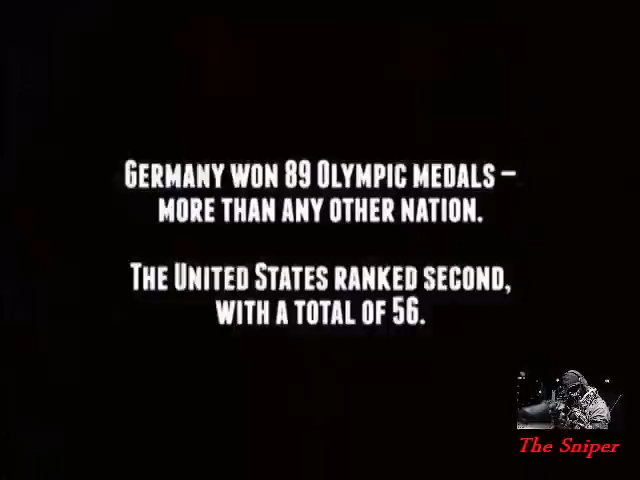 GERMANY WON 89 OLYMPIC MEDALS –
MORE THAN ANY OTHER NATION.
THE UNITED STATES RANKED SECOND,
WITH A TOTAL OF 56.
The Sniper